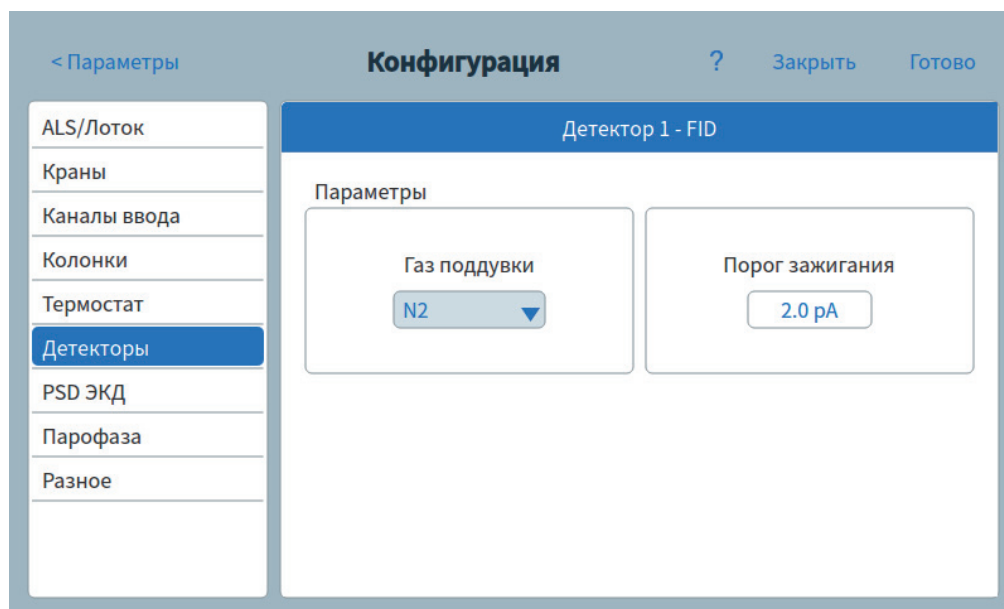 < Параметры Конфигурация ? Закрыть Готово
ALS/Лоток
Краны
Каналы ввода
Колонки
Термостат
Детекторы
PSD ЭКД
Парофаза
Разное
Детектор 1 - FID
Параметры
Газ поддувки
N2
Порог зажигания
2.0 pA